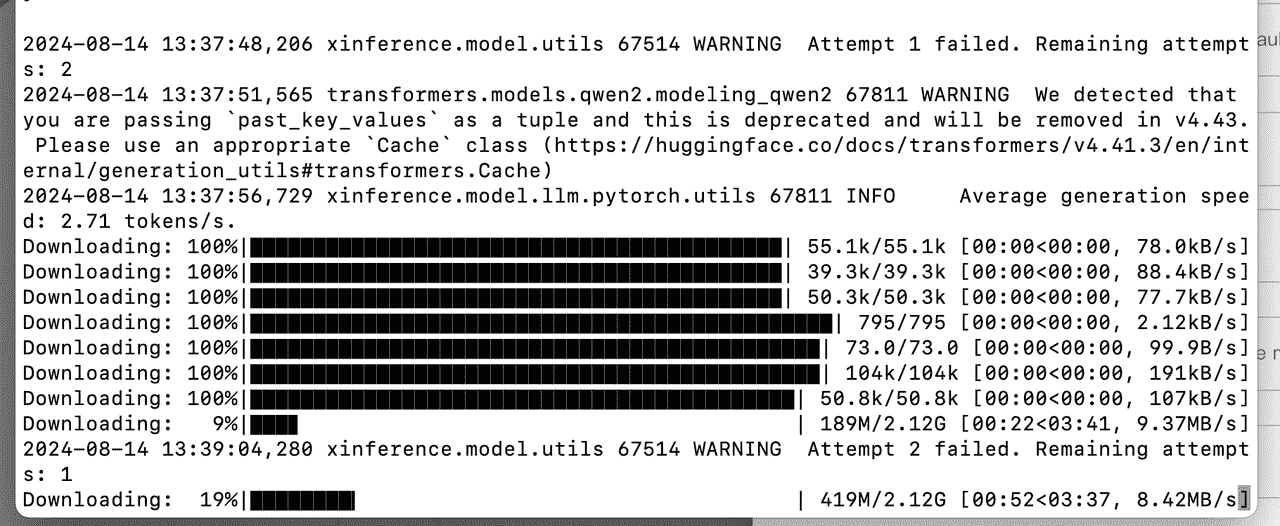 2024-08-14 13:37:48,206 xinference.model.utils 67514 WARNING  Attempt 1 failed. Remaining attempt
s: 2
2024-08-14 13:37:51,565 transformers.models.qwen2.modeling_qwen2 67811 WARNING  We detected that
you are passing `past_key_values` as a tuple and this is deprecated and will be removed in v4.43.
 Please use an appropriate `Cache` class (https://huggingface.co/docs/transformers/v4.41.3/en/int
ernal/generation_utils#transformers.Cache)
2024-08-14 13:37:56,729 xinference.model.llm.pytorch.utils 67811 INFO     Average generation spee
d: 2.71 tokens/s.
Downloading: 100%| | 55.1k/55.1k [00:00<00:00, 78.0kB/s]
Downloading: 100%| | 39.3k/39.3k [00:00<00:00, 88.4kB/s]
Downloading: 100%| | 50.3k/50.3k [00:00<00:00, 77.7kB/s]
Downloading: 100%| | 795/795 [00:00<00:00, 2.12kB/s]
Downloading: 100%| | 73.0/73.0 [00:00<00:00, 99.9B/s]
Downloading: 100%| | 104k/104k [00:00<00:00, 191kB/s]
Downloading: 100%| | 50.8k/50.8k [00:00<00:00, 107kB/s]
Downloading:   9%| | 189M/2.12G [00:22<03:41, 9.37MB/s]
2024-08-14 13:39:04,280 xinference.model.utils 67514 WARNING  Attempt 2 failed. Remaining attempt
s: 1
Downloading:  19%| | 419M/2.12G [00:52<03:37, 8.42MB/s]